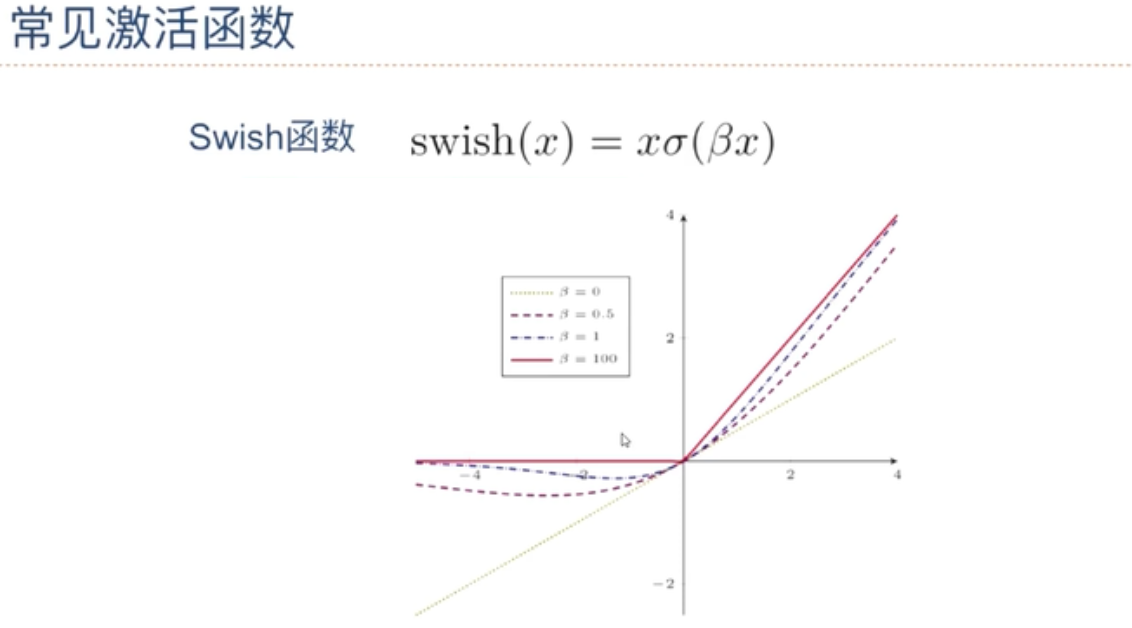 常见激活函数
Swish函数 swish(x) = xσ(βx)
4
β = 0
β = 0.5
β = 1
β = 100
2
−4 −2 2 4
−2